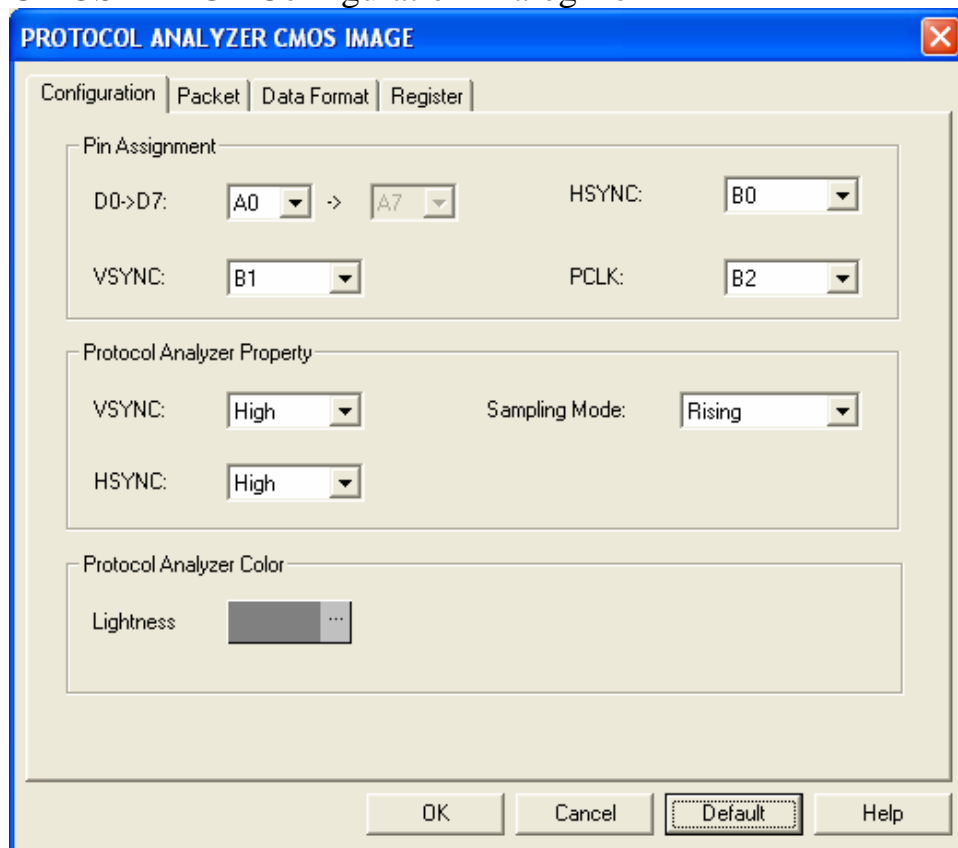 PROTOCOL ANALYZER CMOS IMAGE
Configuration Packet Data Format Register
Pin Assignment
D0->D7: A0 -> A7 HSYNC: B0
VSYNC: B1 PCLK: B2
Protocol Analyzer Property
VSYNC: High Sampling Mode: Rising
HSYNC: High
Protocol Analyzer Color
Lightness ...
OK Cancel Default Help